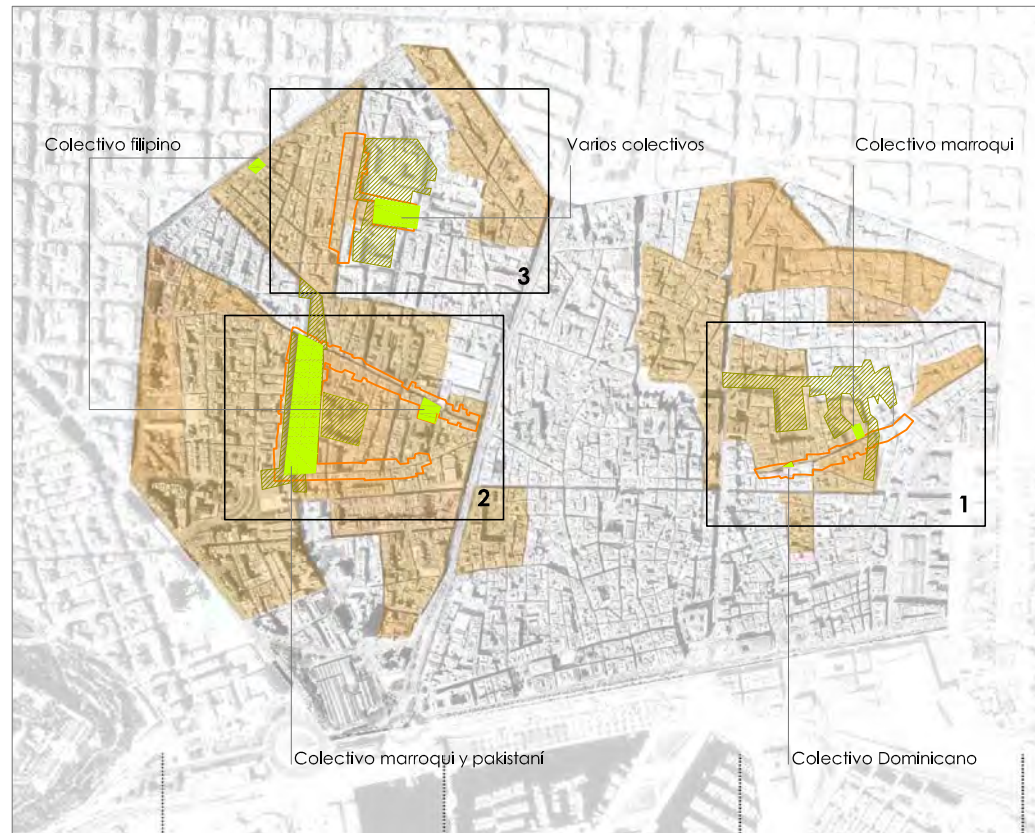 Colectivo filipino
Varios colectivos
Colectivo marroqui
3
2
1
Colectivo marroqui y pakistaní
Colectivo Dominicano